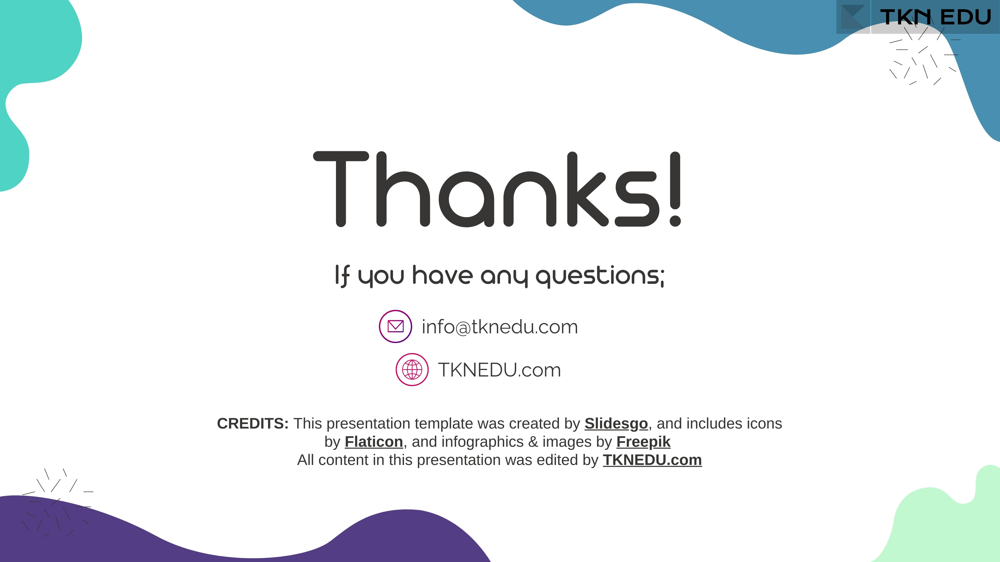 TKN EDU
Thanks!
If you have any questions;
info@tknedu.com
TKNEDU.com
CREDITS: This presentation template was created by Slidesgo, and includes icons
by Flaticon, and infographics & images by Freepik
All content in this presentation was edited by TKNEDU.com